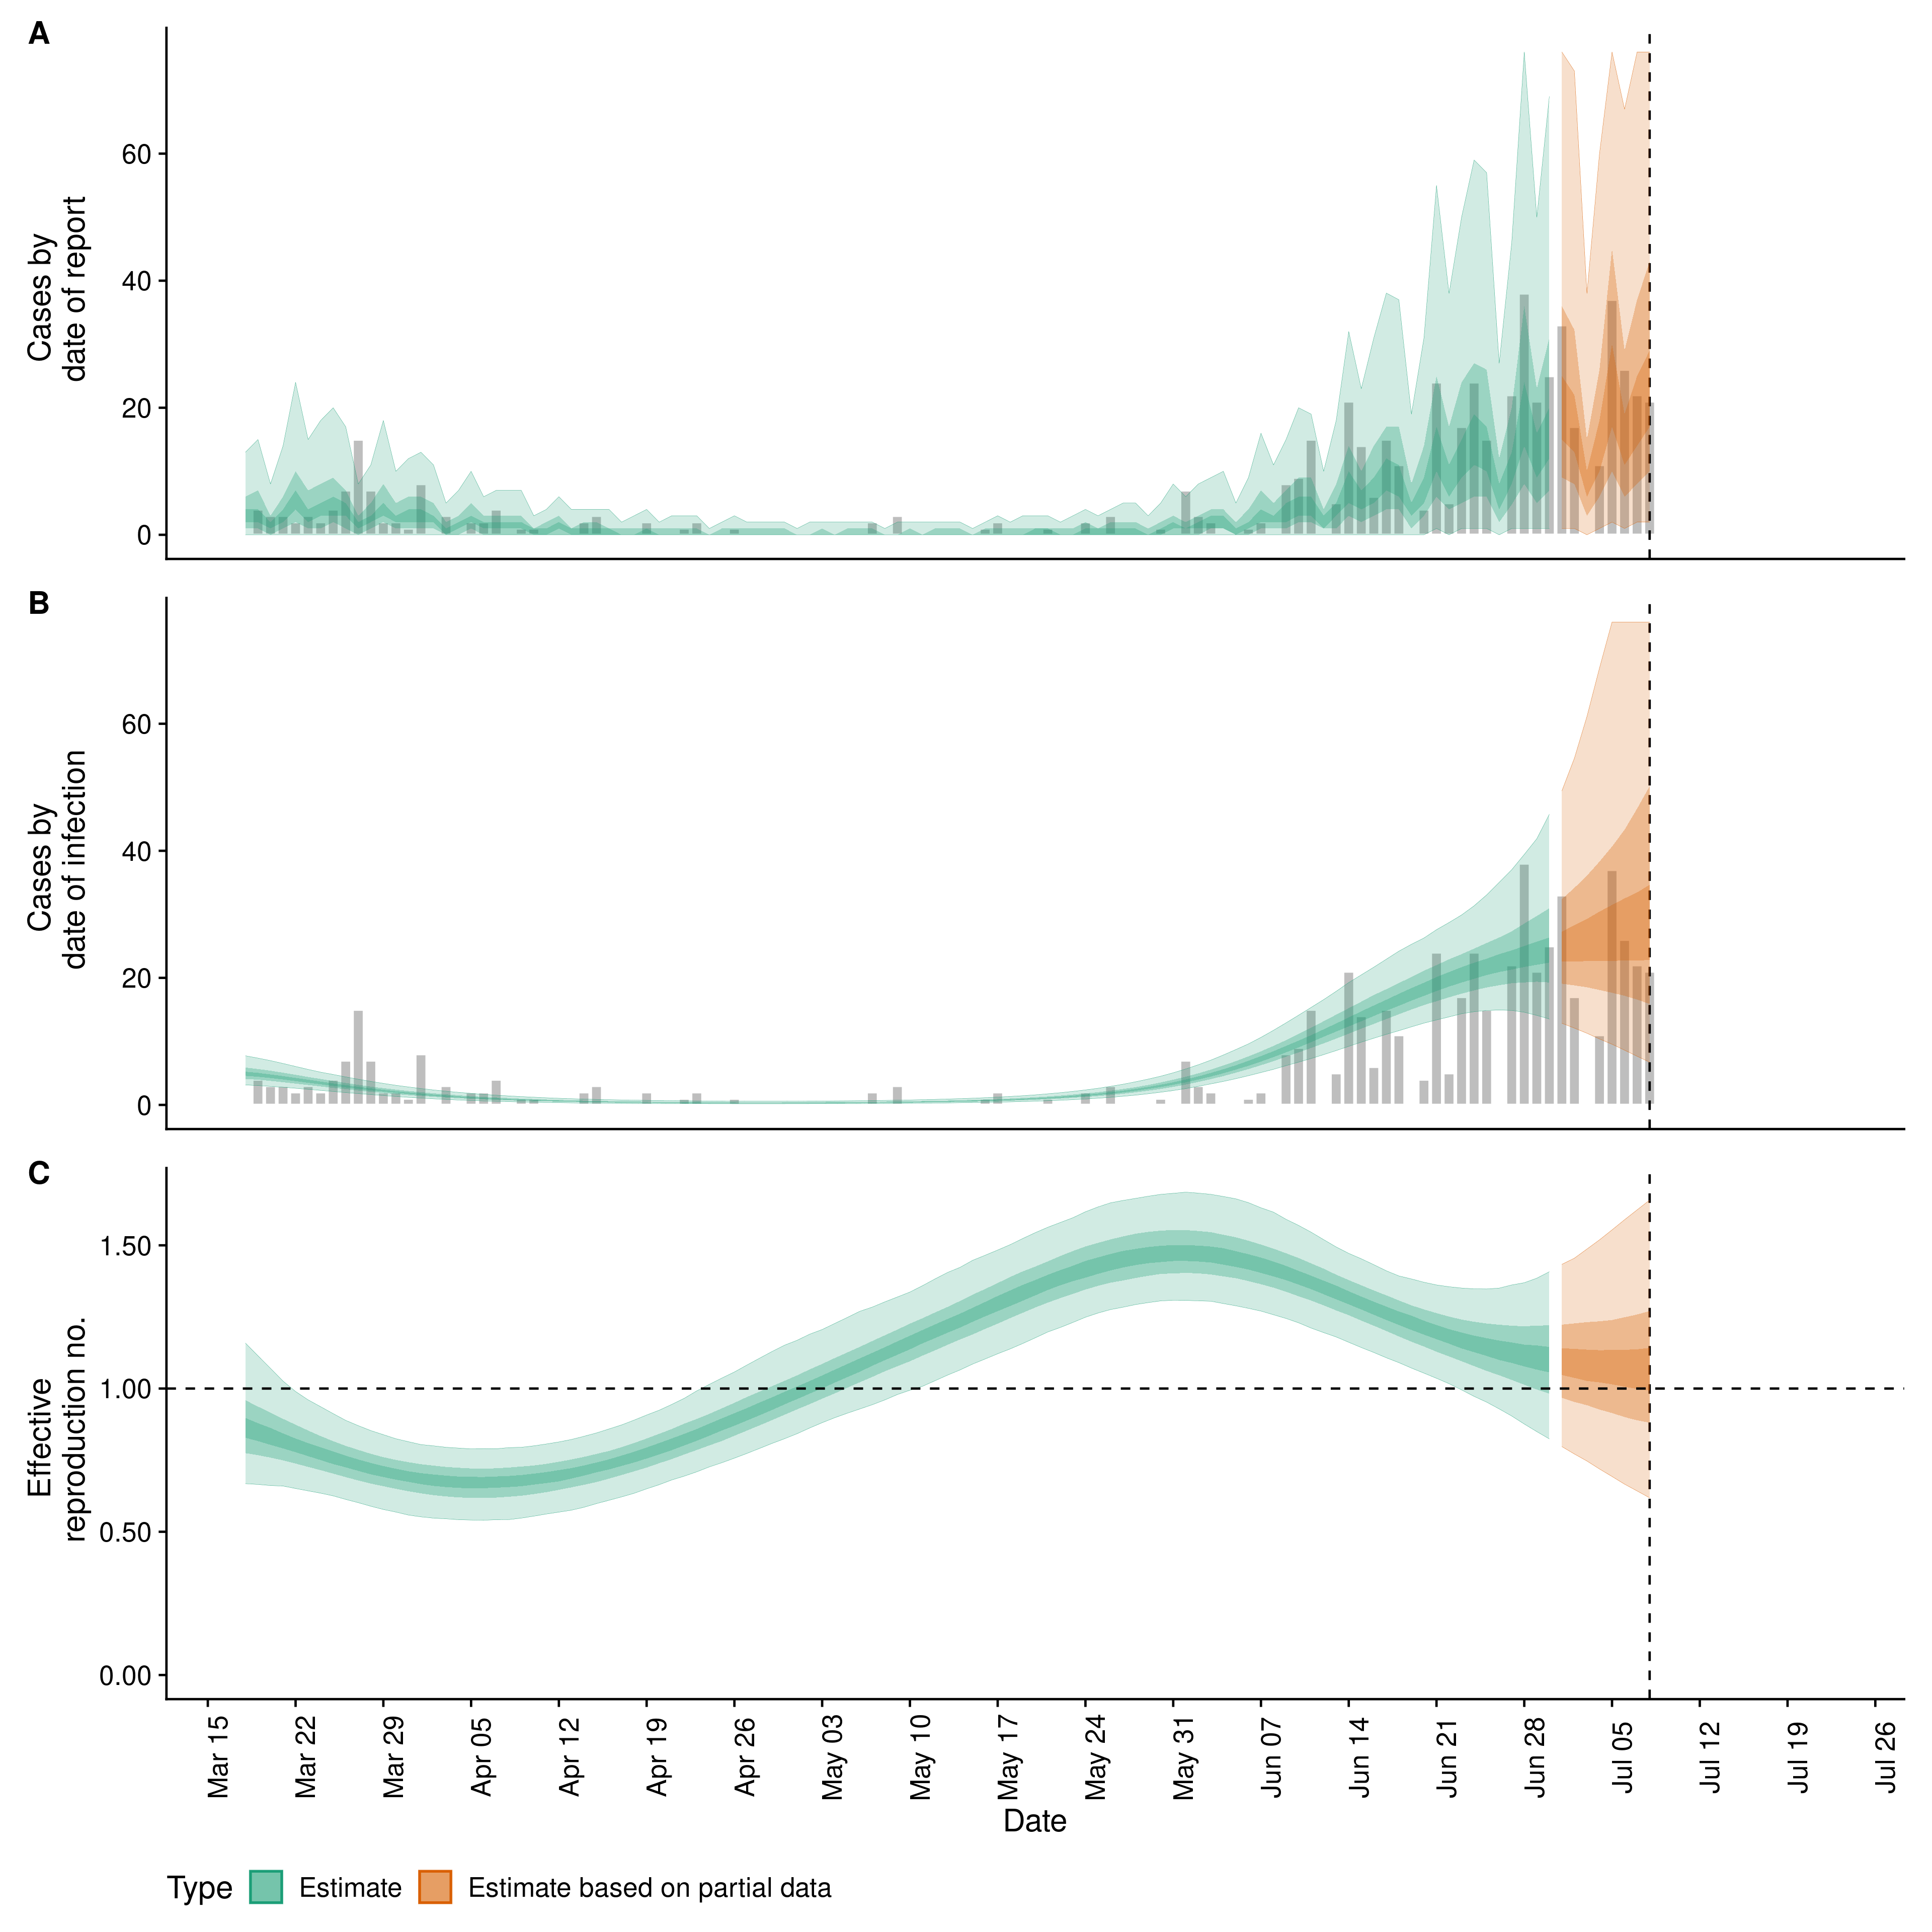 A
Cases by
date of report
60
40
20
0
B
Cases by
date of infection
60
40
20
0
C
Effective
reproduction no.
1.50
1.00
0.50
0.00
Mar 15
Mar 22
Mar 29
Apr 05
Apr 12
Apr 19
Apr 26
May 03
May 10
May 17
May 24
May 31
Jun 07
Jun 14
Jun 21
Jun 28
Jul 05
Jul 12
Jul 19
Jul 26
Date
Type Estimate Estimate based on partial data